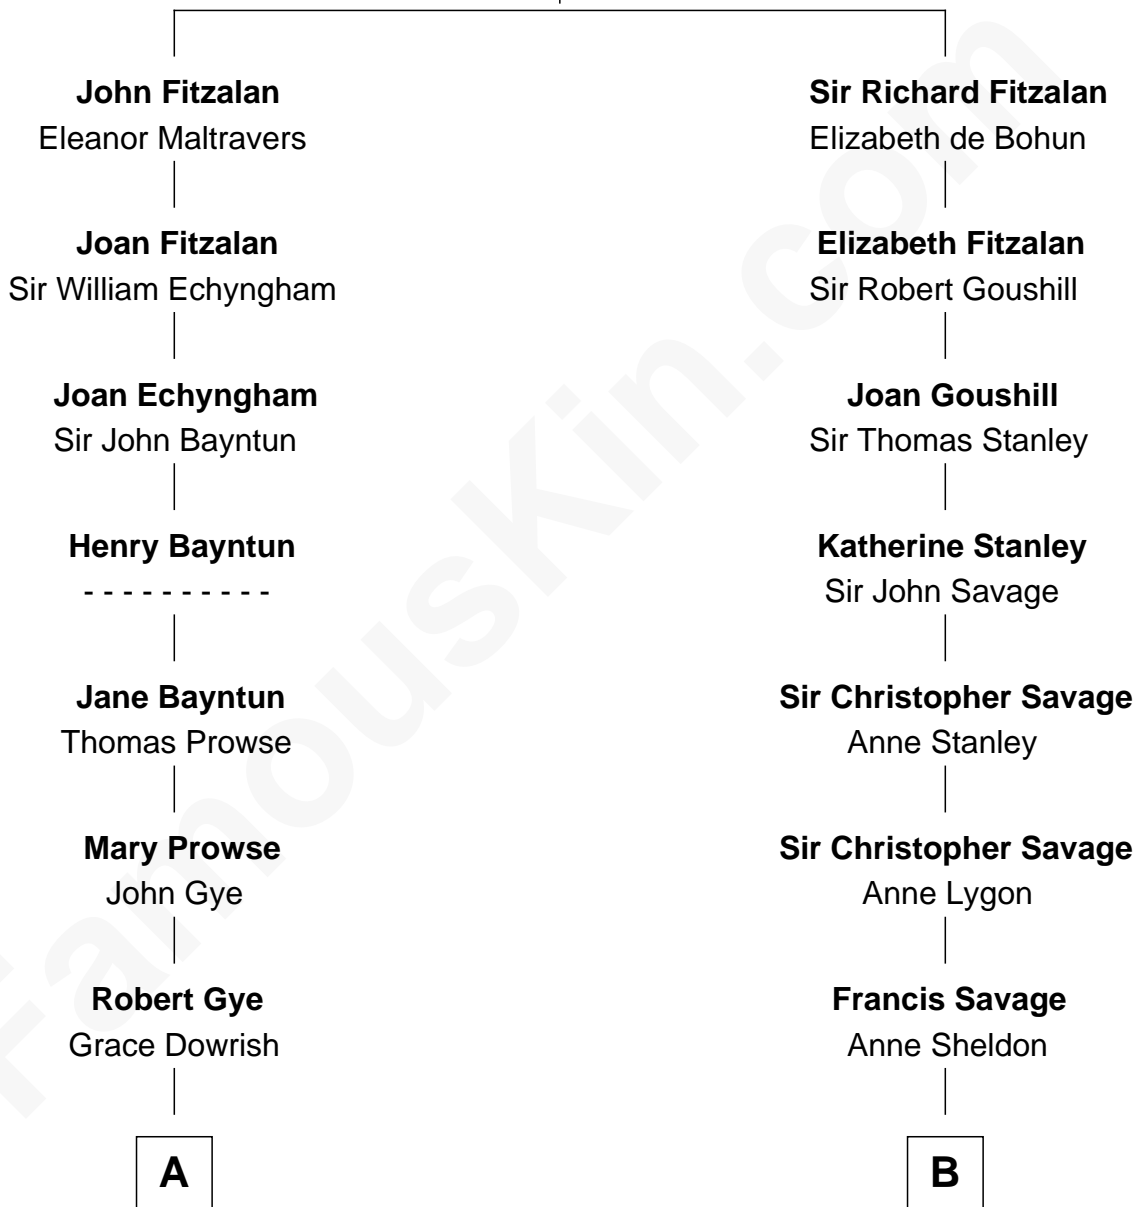 John Fitzalan
Eleanor Maltravers
Joan Fitzalan
Sir William Echyngham
Joan Echyngham
Sir John Bayntun
Henry Bayntun
- - - - - - - - - -
Jane Bayntun
Thomas Prowse
Mary Prowse
John Gye
Robert Gye
Grace Dowrish
A
Sir Richard Fitzalan
Elizabeth de Bohun
Elizabeth Fitzalan
Sir Robert Goushill
Joan Goushill
Sir Thomas Stanley
Katherine Stanley
Sir John Savage
Sir Christopher Savage
Anne Stanley
Sir Christopher Savage
Anne Lygon
Francis Savage
Anne Sheldon
B
FamousKin.com